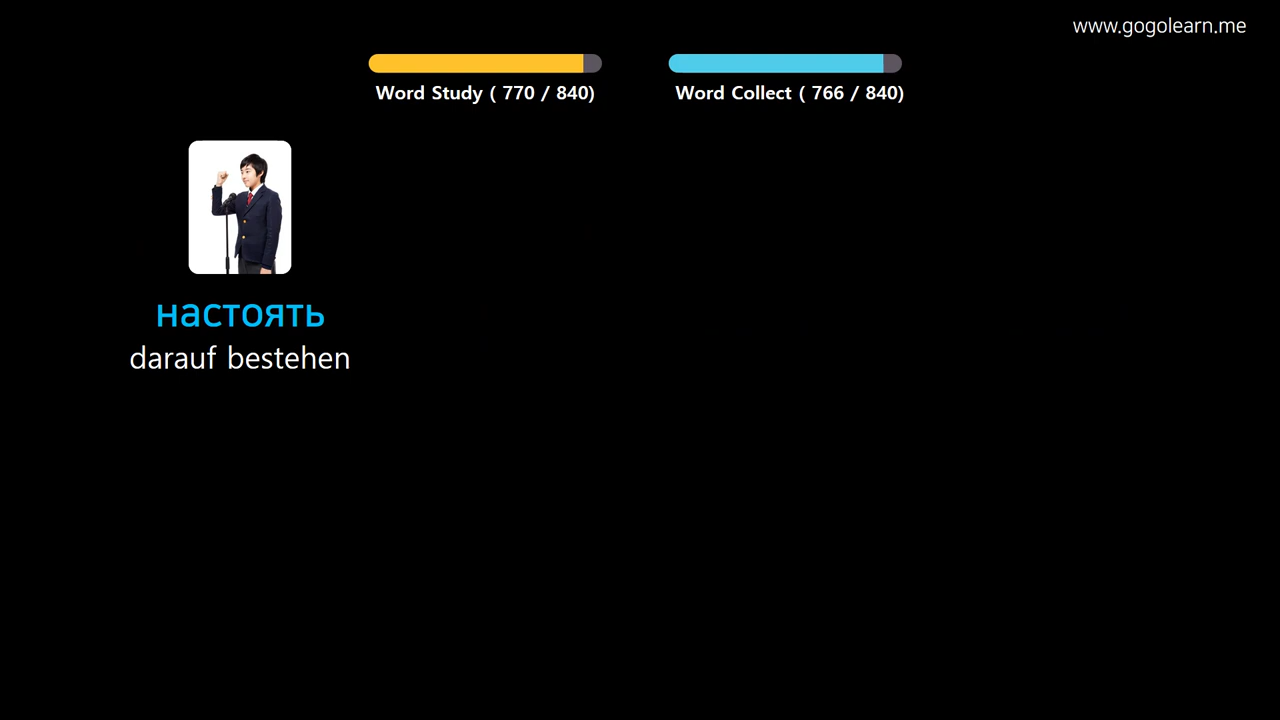 www.gogolearn.me
Word Study ( 770 / 840)
Word Collect ( 766 / 840)
настоять
darauf bestehen